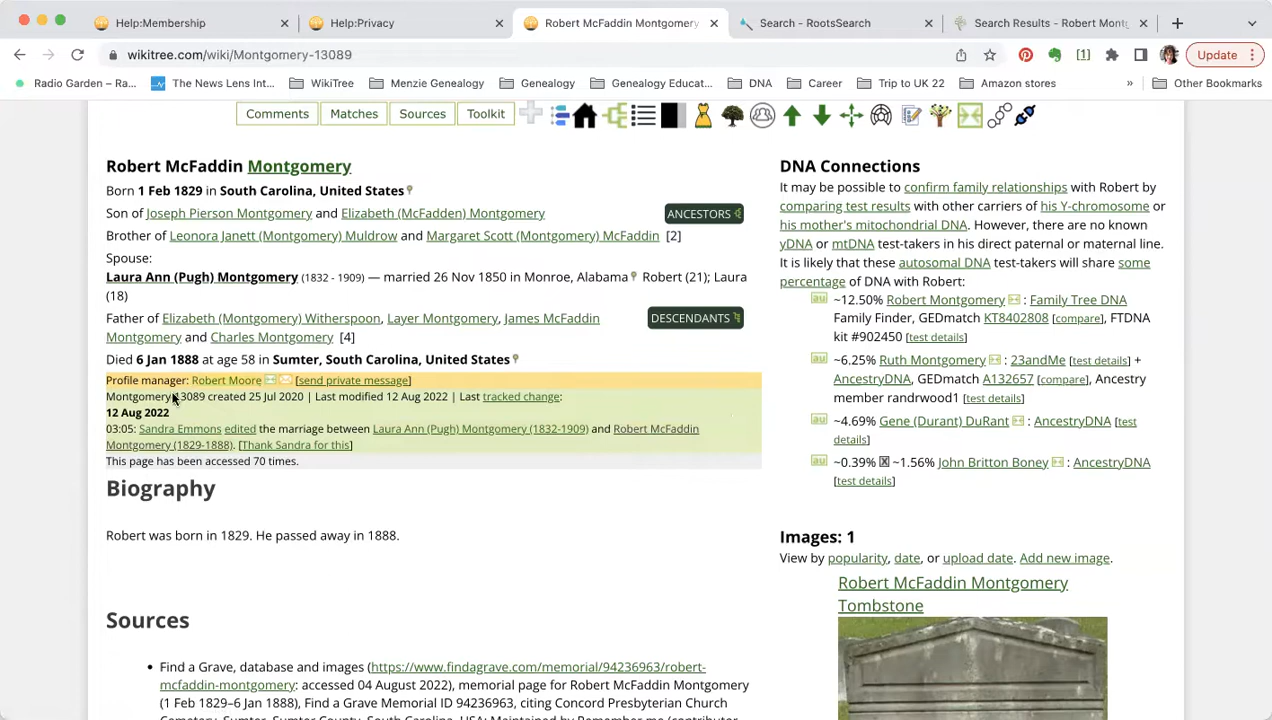 Help:Membership
Help:Privacy
Robert McFaddin Montgomery
Search - RootsSearch
Search Results - Robert Mont
wikitree.com/wiki/Montgomery-13089
Update
Radio Garden – Ra...
The News Lens Int...
WikiTree
Menzie Genealogy
Genealogy
Genealogy Educat...
DNA
Career
Trip to UK 22
Amazon stores
»
Other Bookmarks
Comments
Matches
Sources
Toolkit
Robert McFaddin Montgomery
Born 1 Feb 1829 in South Carolina, United States
Son of Joseph Pierson Montgomery and Elizabeth (McFadden) Montgomery
ANCESTORS
Brother of Leonora Janett (Montgomery) Muldrow and Margaret Scott (Montgomery) McFaddin [2]
Spouse:
Laura Ann (Pugh) Montgomery (1832 - 1909) — married 26 Nov 1850 in Monroe, Alabama Robert (21); Laura
(18)
Father of Elizabeth (Montgomery) Witherspoon, Layer Montgomery, James McFaddin
DESCENDANTS
Montgomery and Charles Montgomery [4]
Died 6 Jan 1888 at age 58 in Sumter, South Carolina, United States
Profile manager: Robert Moore [send private message]
Montgomery-13089 created 25 Jul 2020 | Last modified 12 Aug 2022 | Last tracked change:
12 Aug 2022
03:05: Sandra Emmons edited the marriage between Laura Ann (Pugh) Montgomery (1832-1909) and Robert McFaddin
Montgomery (1829-1888). [Thank Sandra for this]
This page has been accessed 70 times.
Biography
Robert was born in 1829. He passed away in 1888.
Sources
• Find a Grave, database and images (https://www.findagrave.com/memorial/94236963/robert-
mcfaddin-montgomery: accessed 04 August 2022), memorial page for Robert McFaddin Montgomery
(1 Feb 1829–6 Jan 1888), Find a Grave Memorial ID 94236963, citing Concord Presbyterian Church
Cemetery, Sumter, Sumter County, South Carolina, USA; Maintained by Remember me (contributor
DNA Connections
It may be possible to confirm family relationships with Robert by
comparing test results with other carriers of his Y-chromosome or
his mother's mitochondrial DNA. However, there are no known
yDNA or mtDNA test-takers in his direct paternal or maternal line.
It is likely that these autosomal DNA test-takers will share some
percentage of DNA with Robert:
au ~12.50% Robert Montgomery : Family Tree DNA
Family Finder, GEDmatch KT8402808 [compare], FTDNA
kit #902450 [test details]
au ~6.25% Ruth Montgomery : 23andMe [test details] +
AncestryDNA, GEDmatch A132657 [compare], Ancestry
member randrwood1 [test details]
au ~4.69% Gene (Durant) DuRant : AncestryDNA [test
details]
au ~0.39% X ~1.56% John Britton Boney : AncestryDNA
[test details]
Images: 1
View by popularity, date, or upload date. Add new image.
Robert McFaddin Montgomery
Tombstone